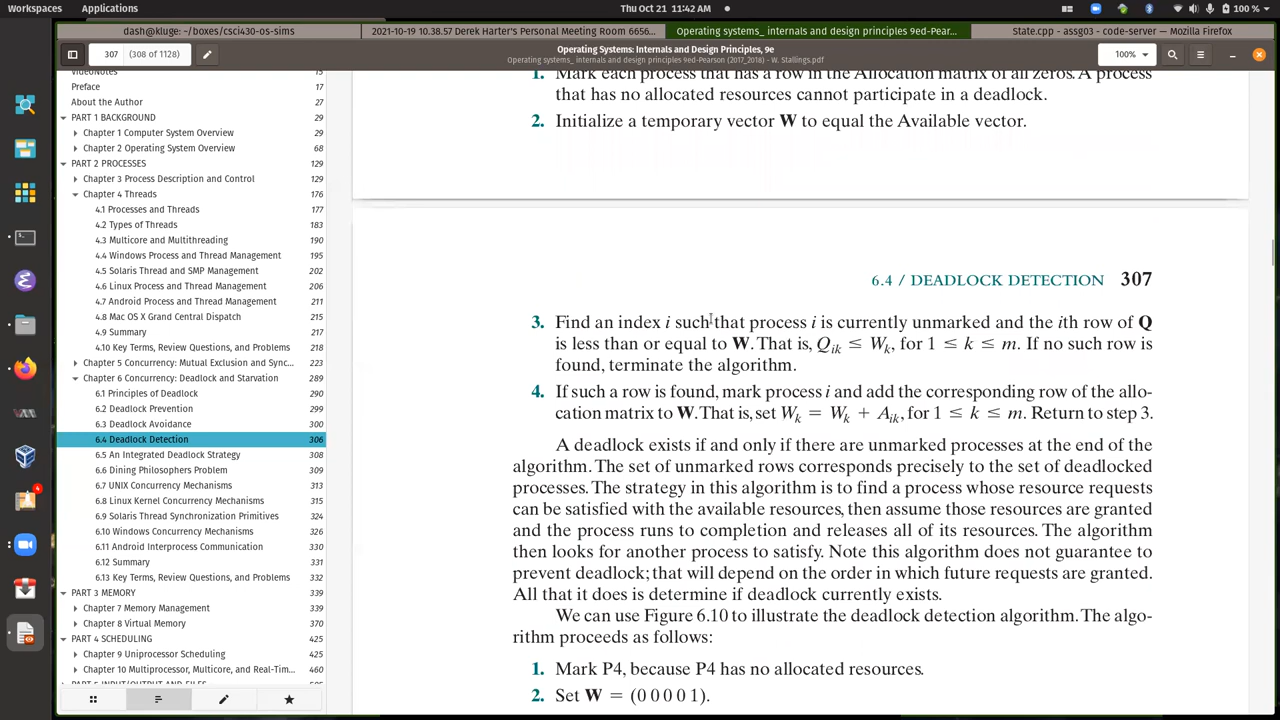 Workspaces Applications Thu Oct 21 11:42 AM 100 %
dash@kluge: ~/boxes/csci430-os-sims 2021-10-19 10.38.57 Derek Harter's Personal Meeting Room 6656... Operating systems_ internals and design principles 9ed-Pear... State.cpp - assg03 - code-server — Mozilla Firefox
307 (308 of 1128) Operating Systems: Internals and Design Principles, 9e 100%
Operating systems_ internals and design principles 9ed-Pearson (2017_2018) - W. Stallings.pdf
VideoNotes 15
Preface 17
About the Author 27
PART 1 BACKGROUND 29
Chapter 1 Computer System Overview 29
Chapter 2 Operating System Overview 68
PART 2 PROCESSES 129
Chapter 3 Process Description and Control 129
Chapter 4 Threads 176
4.1 Processes and Threads 177
4.2 Types of Threads 183
4.3 Multicore and Multithreading 190
4.4 Windows Process and Thread Management 195
4.5 Solaris Thread and SMP Management 202
4.6 Linux Process and Thread Management 206
4.7 Android Process and Thread Management 211
4.8 Mac OS X Grand Central Dispatch 215
4.9 Summary 217
4.10 Key Terms, Review Questions, and Problems 218
Chapter 5 Concurrency: Mutual Exclusion and Sync... 223
Chapter 6 Concurrency: Deadlock and Starvation 289
6.1 Principles of Deadlock 290
6.2 Deadlock Prevention 299
6.3 Deadlock Avoidance 300
6.4 Deadlock Detection 306
6.5 An Integrated Deadlock Strategy 308
6.6 Dining Philosophers Problem 309
6.7 UNIX Concurrency Mechanisms 313
6.8 Linux Kernel Concurrency Mechanisms 315
6.9 Solaris Thread Synchronization Primitives 324
6.10 Windows Concurrency Mechanisms 326
6.11 Android Interprocess Communication 330
6.12 Summary 331
6.13 Key Terms, Review Questions, and Problems 332
PART 3 MEMORY 339
Chapter 7 Memory Management 339
Chapter 8 Virtual Memory 370
PART 4 SCHEDULING 425
Chapter 9 Uniprocessor Scheduling 425
Chapter 10 Multiprocessor, Multicore, and Real-Tim... 460
1. Mark each process that has a row in the Allocation matrix of all zeros. A process
that has no allocated resources cannot participate in a deadlock.
2. Initialize a temporary vector W to equal the Available vector.
6.4 / DEADLOCK DETECTION 307
3. Find an index i such that process i is currently unmarked and the ith row of Q
is less than or equal to W. That is, Qik ≤ Wk, for 1 ≤ k ≤ m. If no such row is
found, terminate the algorithm.
4. If such a row is found, mark process i and add the corresponding row of the allo-
cation matrix to W. That is, set Wk = Wk + Aik, for 1 ≤ k ≤ m. Return to step 3.
A deadlock exists if and only if there are unmarked processes at the end of the
algorithm. The set of unmarked rows corresponds precisely to the set of deadlocked
processes. The strategy in this algorithm is to find a process whose resource requests
can be satisfied with the available resources, then assume those resources are granted
and the process runs to completion and releases all of its resources. The algorithm
then looks for another process to satisfy. Note this algorithm does not guarantee to
prevent deadlock; that will depend on the order in which future requests are granted.
All that it does is determine if deadlock currently exists.
We can use Figure 6.10 to illustrate the deadlock detection algorithm. The algo-
rithm proceeds as follows:
1. Mark P4, because P4 has no allocated resources.
2. Set W = (0 0 0 0 1).